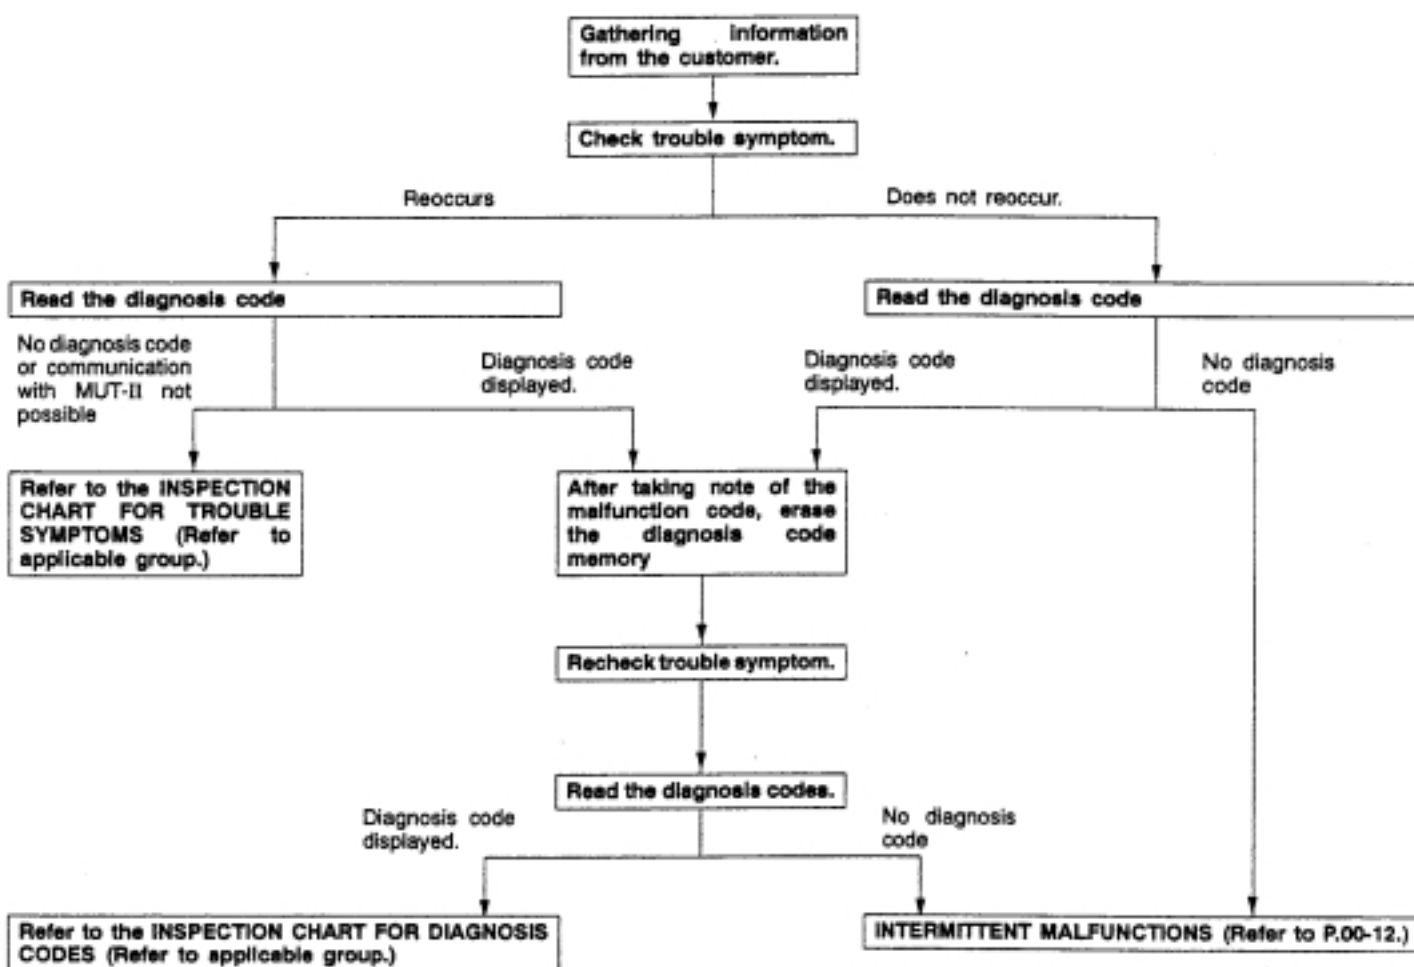 Gathering information
from the customer.
Check trouble symptom.
Reoccurs
Does not reoccur.
Read the diagnosis code
Read the diagnosis code
No diagnosis code
or communication
with MUT-II not
possible
Diagnosis code
displayed.
Diagnosis code
displayed.
No diagnosis
code
Refer to the INSPECTION
CHART FOR TROUBLE
SYMPTOMS (Refer to
applicable group.)
After taking note of the
malfunction code, erase
the diagnosis code
memory
Recheck trouble symptom.
Read the diagnosis codes.
Diagnosis code
displayed.
No diagnosis
code
Refer to the INSPECTION CHART FOR DIAGNOSIS
CODES (Refer to applicable group.)
INTERMITTENT MALFUNCTIONS (Refer to P.00-12.)